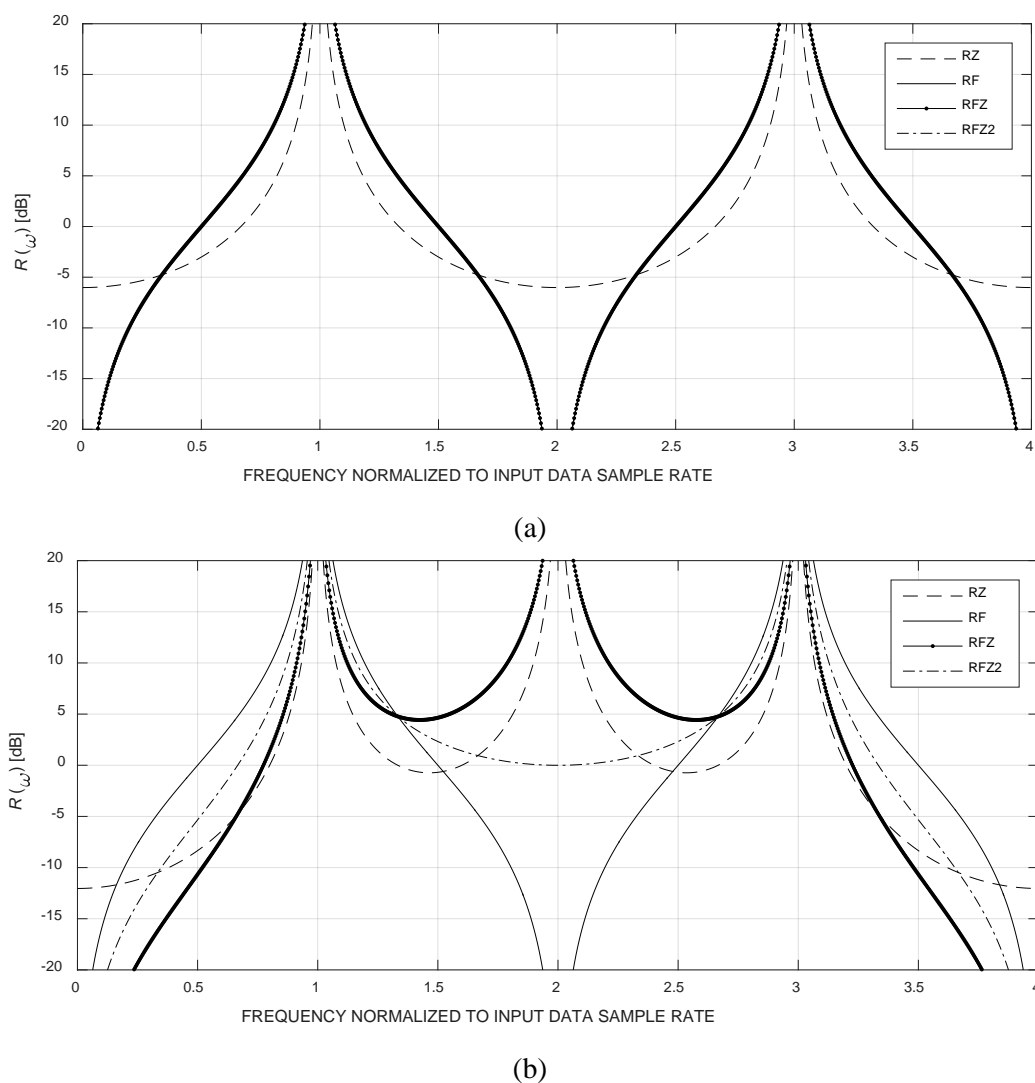 20
15
10
5
0
-5
-10
-15
-20
R(ω) [dB]
RZ
RF
RFZ
RFZ2
0 0.5 1 1.5 2 2.5 3 3.5 4
FREQUENCY NORMALIZED TO INPUT DATA SAMPLE RATE
(a)
20
15
10
5
0
-5
-10
-15
-20
R(ω) [dB]
RZ
RF
RFZ
RFZ2
0 0.5 1 1.5 2 2.5 3 3.5 4
FREQUENCY NORMALIZED TO INPUT DATA SAMPLE RATE
(b)